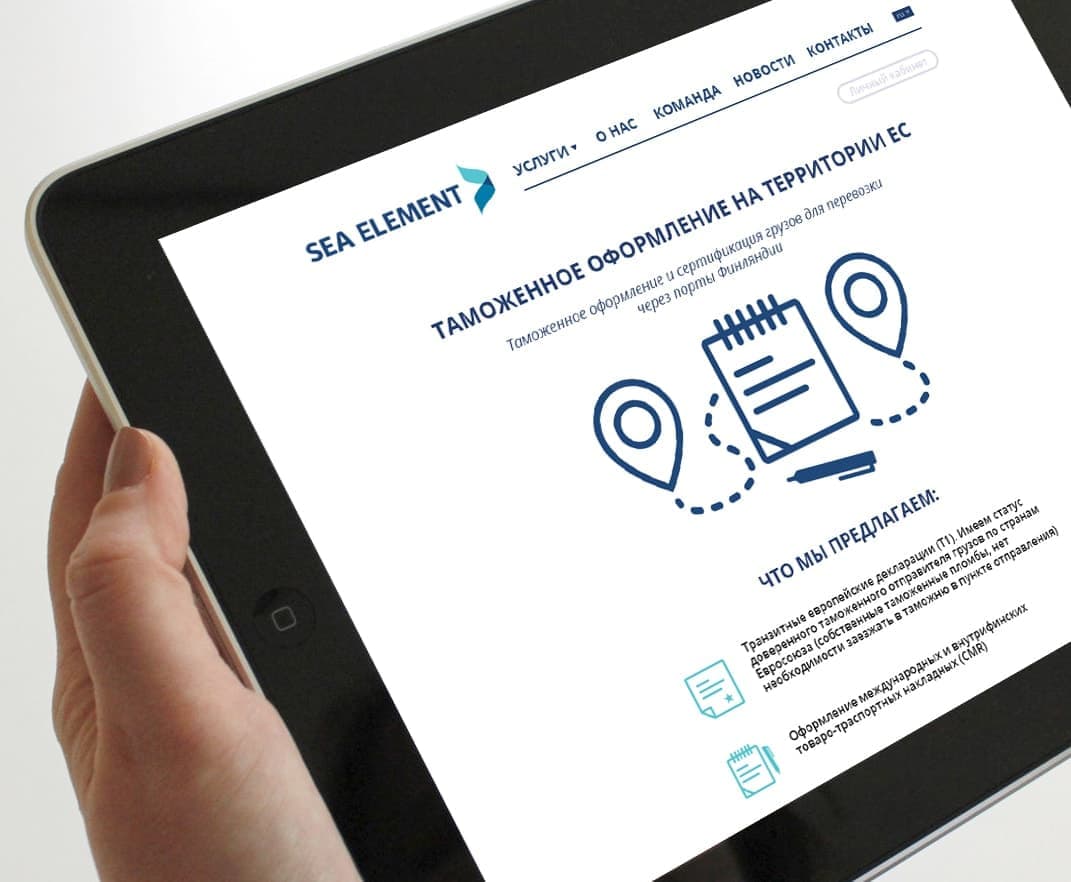 SEA ELEMENT
УСЛУГИ ▾ О НАС КОМАНДА НОВОСТИ КОНТАКТЫ
Личный кабинет
ТАМОЖЕННОЕ ОФОРМЛЕНИЕ НА ТЕРРИТОРИИ ЕС
Таможенное оформление и сертификация грузов для перевозки
через порты Финляндии
ЧТО МЫ ПРЕДЛАГАЕМ:
Транзитные европейские декларации (Т1). Имеем статус
доверенного таможенного отправителя грузов по странам
Евросоюза (собственные таможенные пломбы, нет
необходимости заезжать в таможню в пункте отправления)
Оформление международных и внутрифинских
товаро-траспортных накладных (CMR)